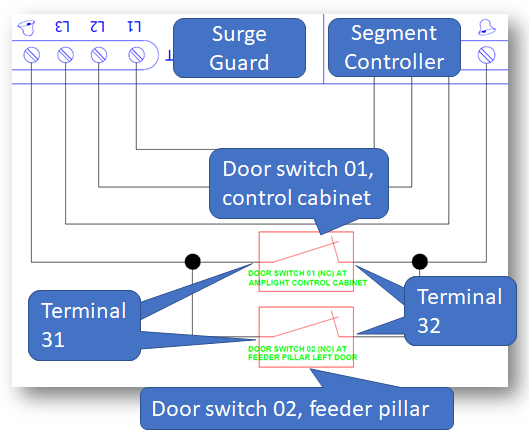 L3 L2 L1
Surge
Guard
Segment
Controller
Door switch 01,
control cabinet
DOOR SWITCH 01 (NC) AT
AMPLIGHT CONTROL CABINET
Terminal
31
Terminal
32
DOOR SWITCH 02 (NC) AT
FEEDER PILLAR LEFT DOOR
Door switch 02, feeder pillar